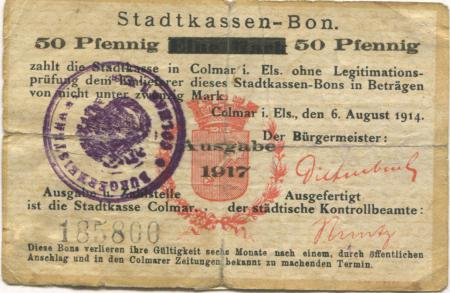 Stadtkassen-Bon.
50 Pfennig Eine Mark 50 Pfennig
zahlt die Stadtkasse in Colmar i. Els. ohne Legitimations-
prüfung dem Einlieferer dieses Stadtkassen-Bons in Beträgen
von nicht unter zwanzig Mark.
Colmar i. Els., den 6. August 1914.
Der Bürgermeister:
Ausgabe
1917
Ausgabe u. Zahlstelle
ist die Stadtkasse Colmar.
Ausgefertigt
der städtische Kontrollbeamte:
185800
Diese Bons verlieren ihre Gültigkeit sechs Monate nach einem, durch öffentlichen
Anschlag und in den Colmarer Zeitungen bekannt zu machenden Termin.